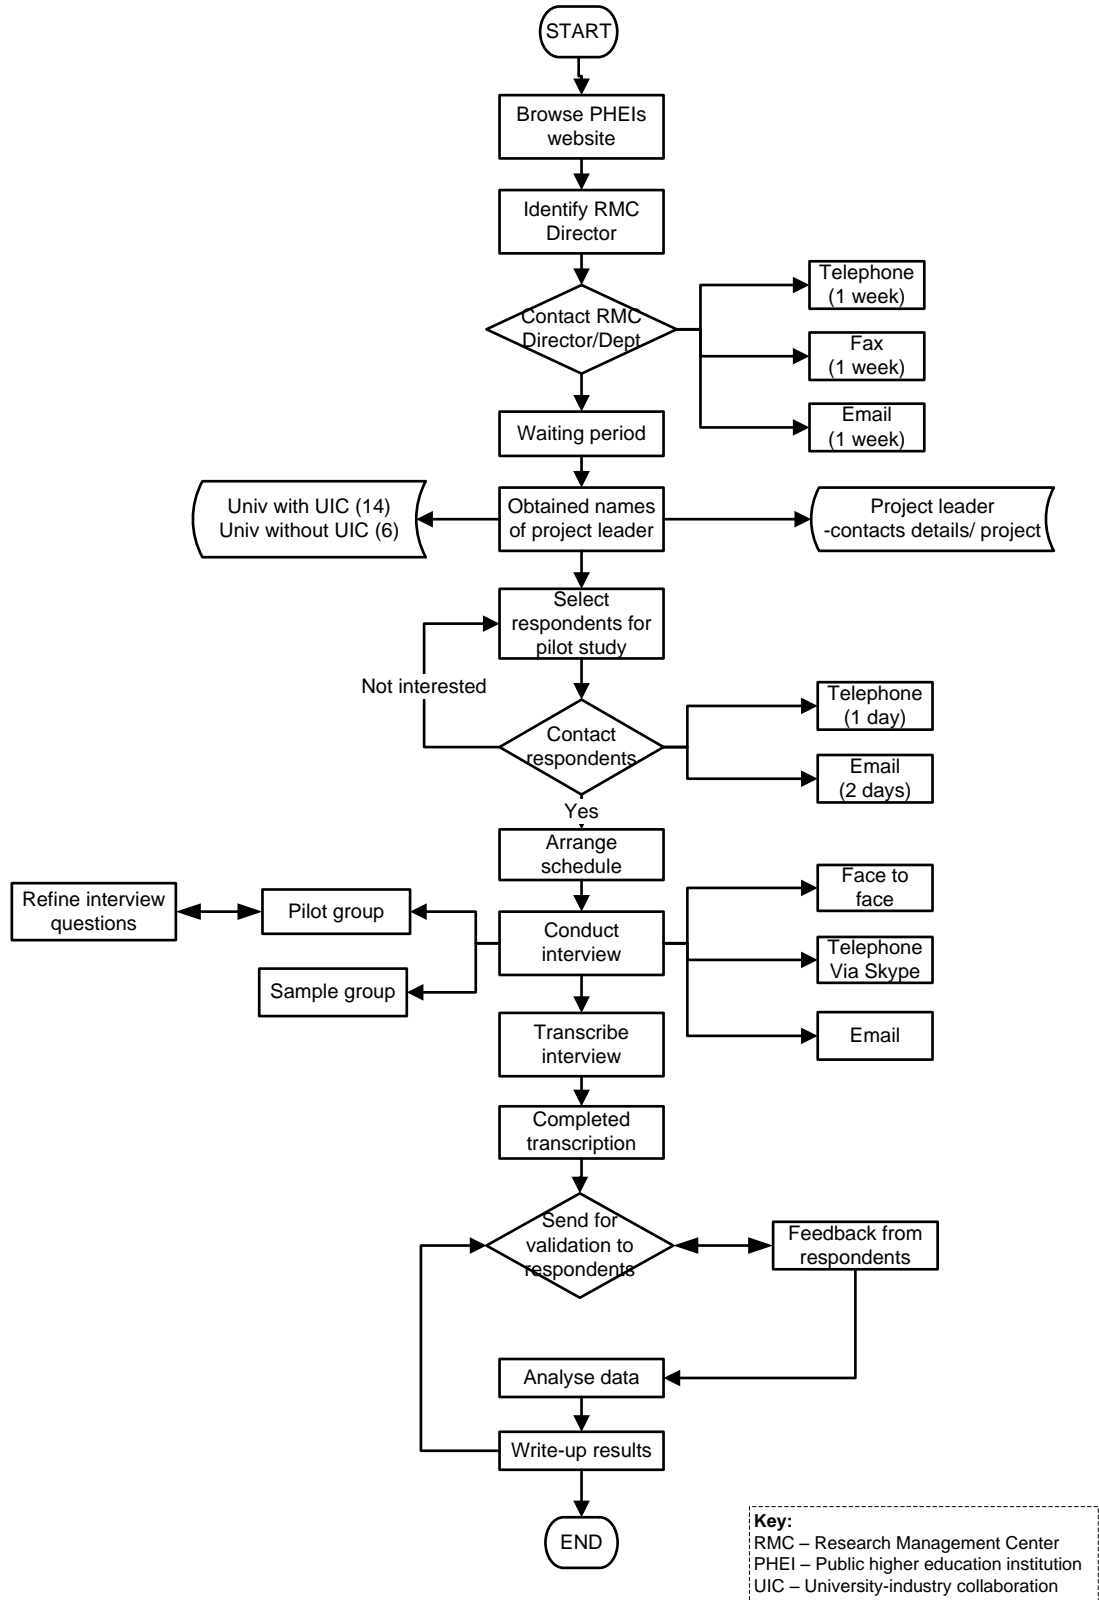 START
Browse PHEIs
website
Identify RMC
Director
Contact RMC
Director/Dept
Telephone
(1 week)
Fax
(1 week)
Email
(1 week)
Waiting period
Univ with UIC (14)
Univ without UIC (6)
Obtained names
of project leader
Project leader
-contacts details/ project
Select
respondents for
pilot study
Not interested
Contact
respondents
Telephone
(1 day)
Email
(2 days)
Yes
Arrange
schedule
Refine interview
questions
Pilot group
Sample group
Conduct
interview
Face to
face
Telephone
Via Skype
Email
Transcribe
interview
Completed
transcription
Send for
validation to
respondents
Feedback from
respondents
Analyse data
Write-up results
END
Key:
RMC – Research Management Center
PHEI – Public higher education institution
UIC – University-industry collaboration